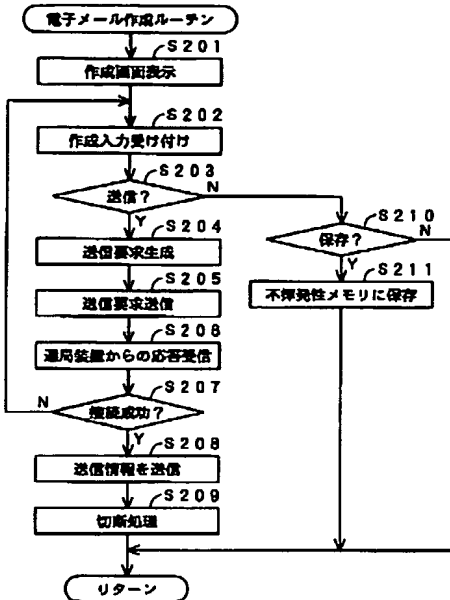 電子メール作成ルーチン
S201
作成画面表示
S202
作成入力受け付け
S203
送信?
N
Y
S204
送信要求生成
S205
送信要求送信
S206
通局装置からの応答受信
S207
接続成功?
N
Y
S208
送信情報を送信
S209
切断処理
S210
保存?
N
Y
S211
不揮発性メモリに保存
リターン